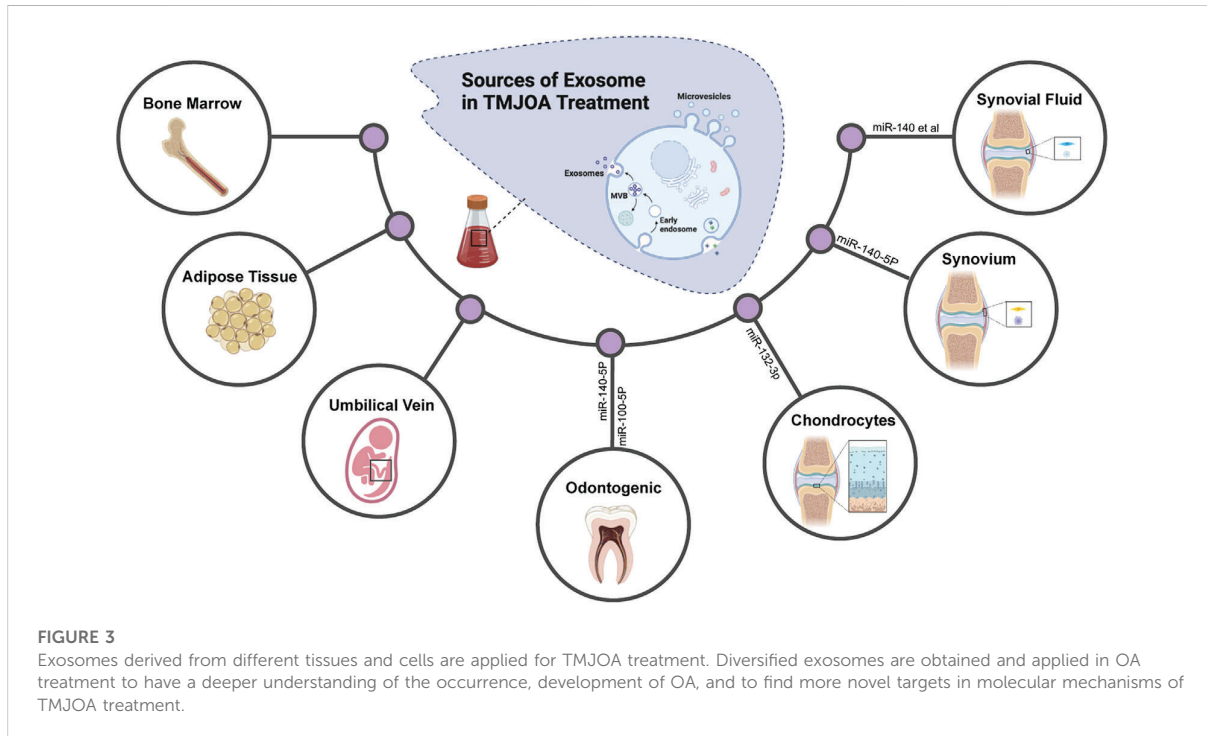 Sources of Exosome
in TMJOA Treatment
Microvesicles
Exosomes
MVB
Early
endosome
Bone Marrow
Adipose Tissue
Umbilical Vein
Odontogenic
miR-140-5P
miR-100-5P
Chondrocytes
miR-132-3p
Synovium
miR-140-5P
Synovial Fluid
miR-140 et al
FIGURE 3
Exosomes derived from different tissues and cells are applied for TMJOA treatment. Diversified exosomes are obtained and applied in OA
treatment to have a deeper understanding of the occurrence, development of OA, and to find more novel targets in molecular mechanisms of
TMJOA treatment.